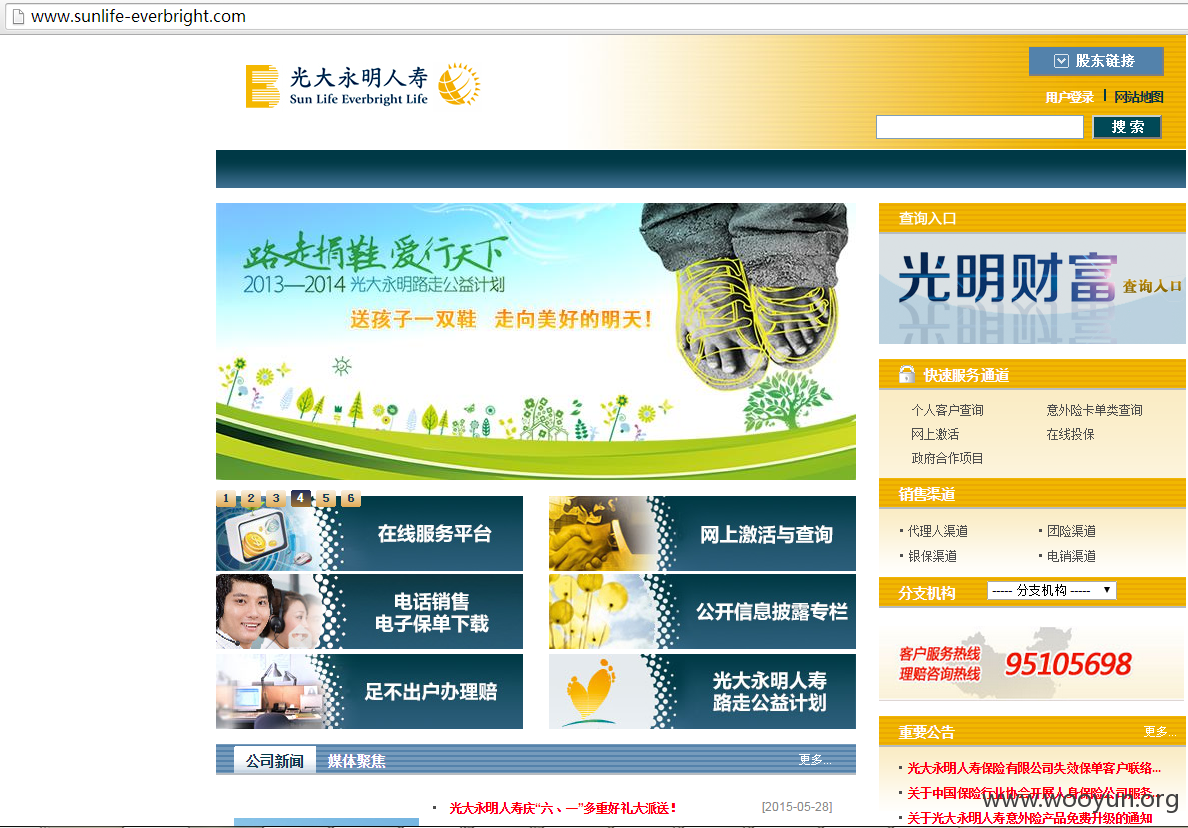 www.sunlife-everbright.com
光大永明人寿
Sun Life Everbright Life
股东链接
用户登录 | 网站地图
搜 索
路走捐鞋 爱行天下
2013—2014 光大永明路走公益计划
送孩子一双鞋 走向美好的明天!
1 2 3 4 5 6
在线服务平台
网上激活与查询
电话销售
电子保单下载
公开信息披露专栏
足不出户办理赔
光大永明人寿
路走公益计划
公司新闻 媒体聚焦 更多...
· 光大永明人寿庆“六、一”多重好礼大派送! [2015-05-28]
查询入口
光明财富 查询入口
快速服务通道
个人客户查询 意外险卡单类查询
网上激活 在线投保
政府合作项目
销售渠道
· 代理人渠道 · 团险渠道
· 银保渠道 · 电销渠道
分支机构 ----- 分支机构 -----
客户服务热线
理赔咨询热线
95105698
重要公告 更多...
· 光大永明人寿保险有限公司失效保单客户联络...
· 关于中国保险行业协会开展人身保险公司服务...
· 关于光大永明人寿意外险产品免费升级的通知
www.wooyun.org